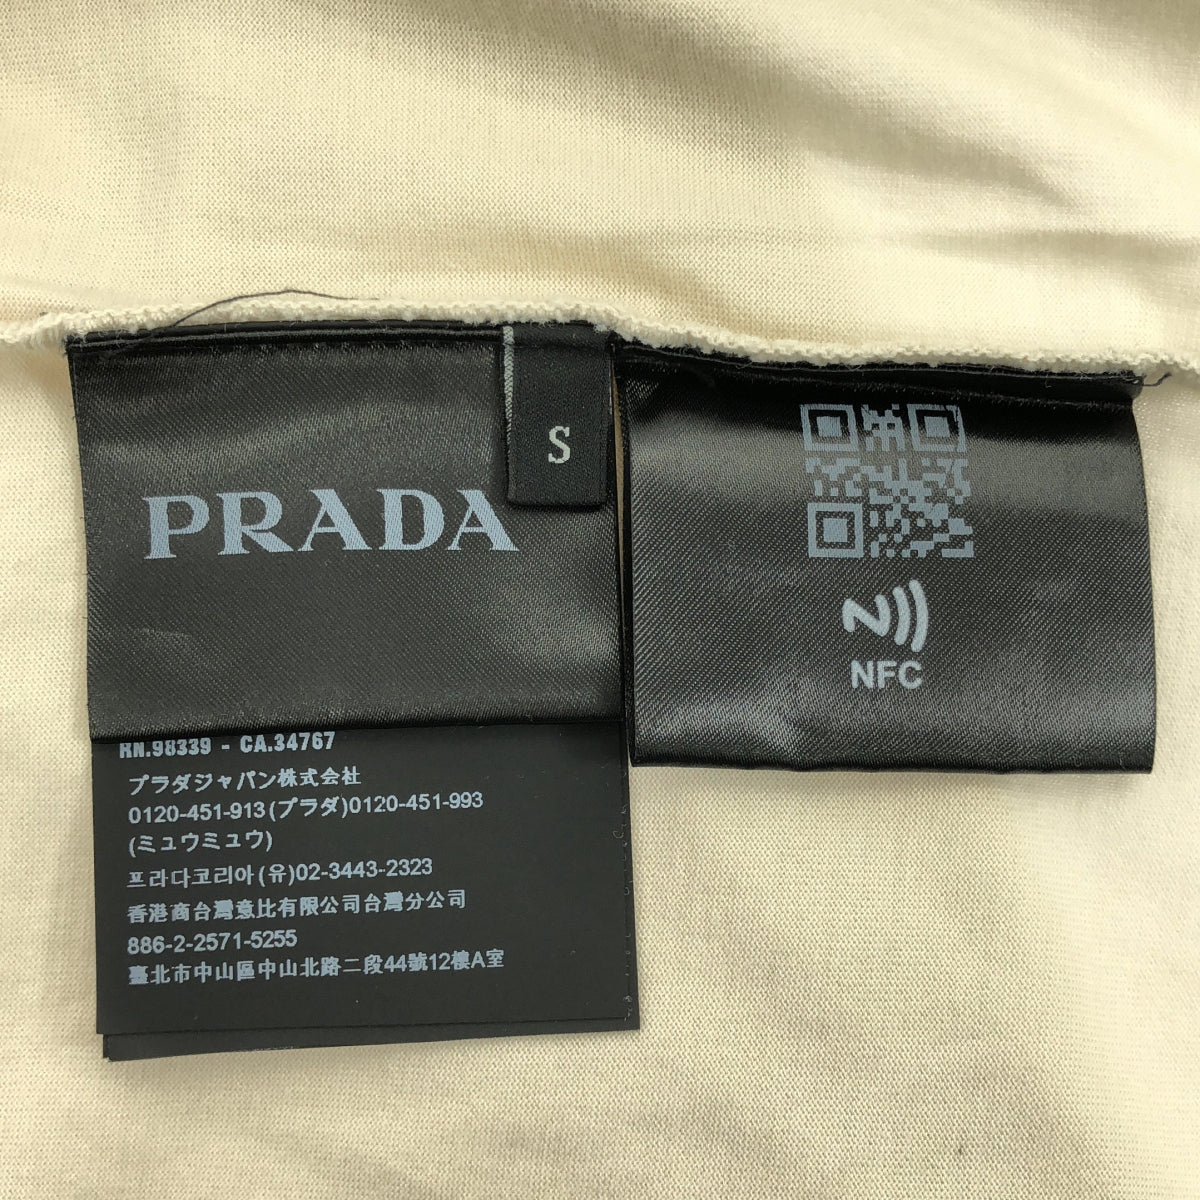 PRADA
S
RN.98339 - CA.34767
プラダジャパン株式会社
0120-451-913(プラダ)0120-451-993
(ミュウミュウ)
프라다코리아(유)02-3443-2323
香港商台灣意比有限公司台灣分公司
886-2-2571-5255
臺北市中山區中山北路二段44號12樓A室
NFC